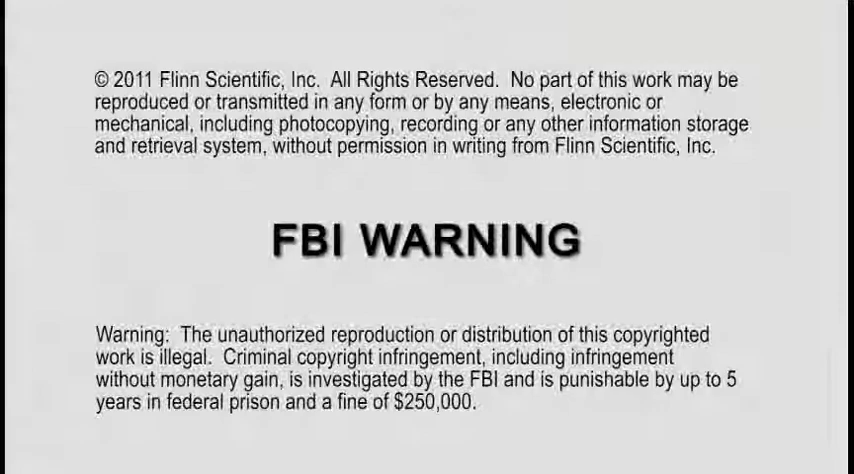 © 2011 Flinn Scientific, Inc.  All Rights Reserved.  No part of this work may be
reproduced or transmitted in any form or by any means, electronic or
mechanical, including photocopying, recording or any other information storage
and retrieval system, without permission in writing from Flinn Scientific, Inc.
FBI WARNING
Warning:  The unauthorized reproduction or distribution of this copyrighted
work is illegal.  Criminal copyright infringement, including infringement
without monetary gain, is investigated by the FBI and is punishable by up to 5
years in federal prison and a fine of $250,000.